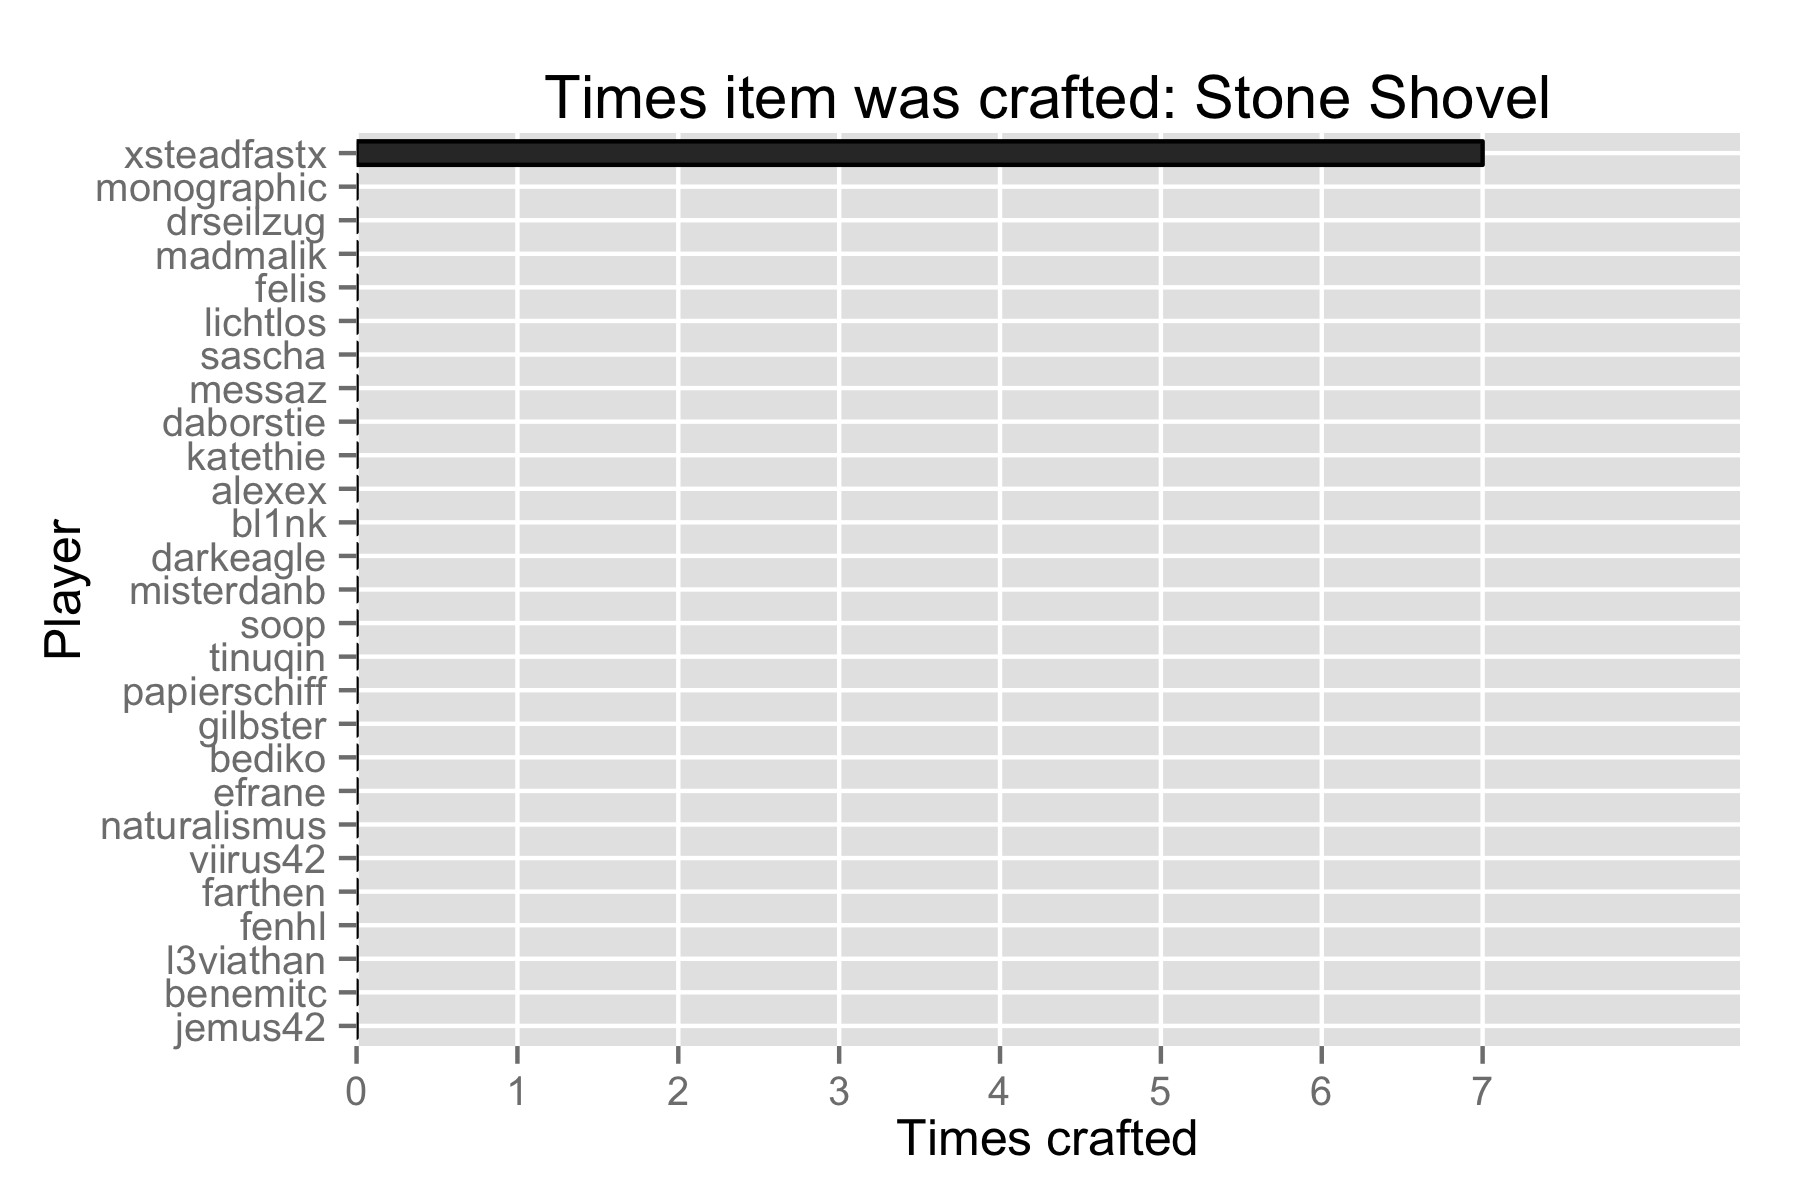 Times item was crafted: Stone Shovel
xsteadfastx
monographic
drseilzug
madmalik
felis
lichtlos
sascha
messaz
daborstie
katethie
alexex
bl1nk
darkeagle
misterdanb
soop
tinuqin
papierschiff
gilbster
bediko
efrane
naturalismus
viirus42
farthen
fenhl
l3viathan
benemitc
jemus42
Player
0 1 2 3 4 5 6 7
Times crafted